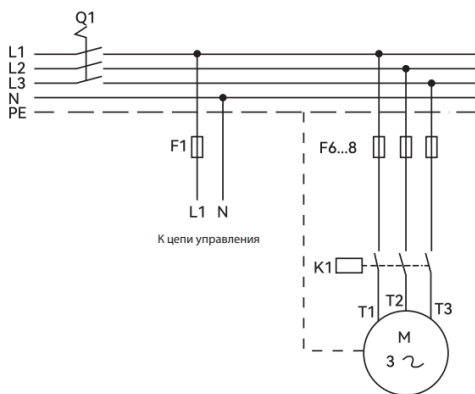 Q1
L1
L2
L3
N
PE
F1
F6...8
L1 N
К цепи управления
K1
T1 T2 T3
M
3 ~